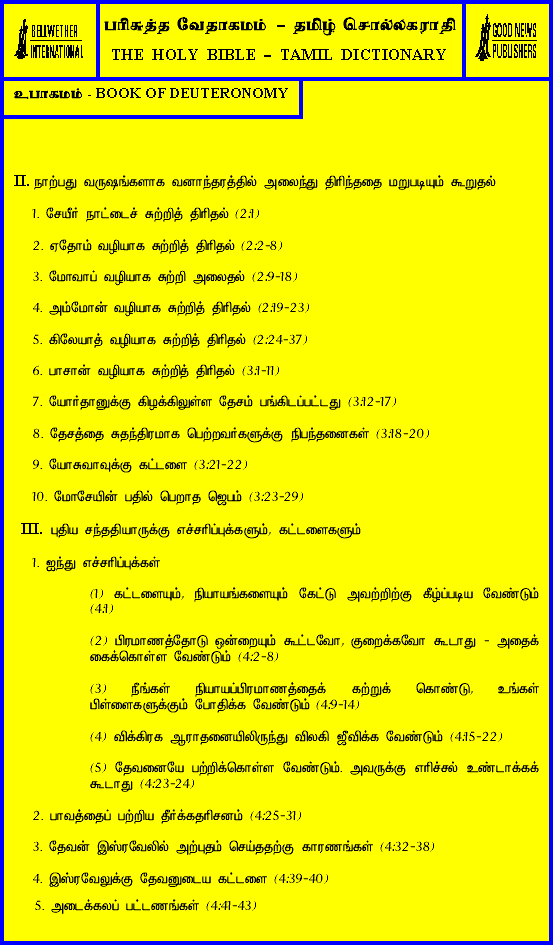 BELLWETHER
INTERNATIONAL
பரிசுத்த வேதாகமம் – தமிழ் சொல்லகராதி
THE HOLY BIBLE – TAMIL DICTIONARY
GOOD NEWS
PUBLISHERS
உபாகமம் - BOOK OF DEUTERONOMY
II. நாற்பது வருஷங்களாக வனாந்தரத்தில் அலைந்து திரிந்ததை மறுபடியும் கூறுதல்
1. சேயீர் நாட்டைச் சுற்றித் திரிதல் (2:1)
2. ஏதோம் வழியாக சுற்றித் திரிதல் (2:2-8)
3. மோவாப் வழியாக சுற்றி அலைதல் (2:9-18)
4. அம்மோன் வழியாக சுற்றித் திரிதல் (2:19-23)
5. கிலேயாத் வழியாக சுற்றித் திரிதல் (2:24-37)
6. பாசான் வழியாக சுற்றித் திரிதல் (3:1-11)
7. யோர்தானுக்கு கிழக்கிலுள்ள தேசம் பங்கிடப்பட்டது (3:12-17)
8. தேசத்தை சுதந்திரமாக பெற்றவர்களுக்கு நிபந்தனைகள் (3:18-20)
9. யோசுவாவுக்கு கட்டளை (3:21-22)
10. மோசேயின் பதில் பெறாத ஜெபம் (3:23-29)
III. புதிய சந்ததியாருக்கு எச்சரிப்புக்களும், கட்டளைகளும்
1. ஐந்து எச்சரிப்புக்கள்
(1) கட்டளையும், நியாயங்களையும் கேட்டு அவற்றிற்கு கீழ்ப்படிய வேண்டும்
(4:1)
(2) பிரமாணத்தோடு ஒன்றையும் கூட்டவோ, குறைக்கவோ கூடாது - அதைக்
கைக்கொள்ள வேண்டும் (4:2-8)
(3) நீங்கள் நியாயப்பிரமாணத்தைக் கற்றுக் கொண்டு, உங்கள்
பிள்ளைகளுக்கும் போதிக்க வேண்டும் (4:9-14)
(4) விக்கிரக ஆராதனையிலிருந்து விலகி ஜீவிக்க வேண்டும் (4:15-22)
(5) தேவனையே பற்றிக்கொள்ள வேண்டும். அவருக்கு எரிச்சல் உண்டாக்கக்
கூடாது (4:23-24)
2. பாவத்தைப் பற்றிய தீர்க்கதரிசனம் (4:25-31)
3. தேவன் இஸ்ரவேலில் அற்புதம் செய்ததற்கு காரணங்கள் (4:32-38)
4. இஸ்ரவேலுக்கு தேவனுடைய கட்டளை (4:39-40)
5. அடைக்கலப் பட்டணங்கள் (4:41-43)